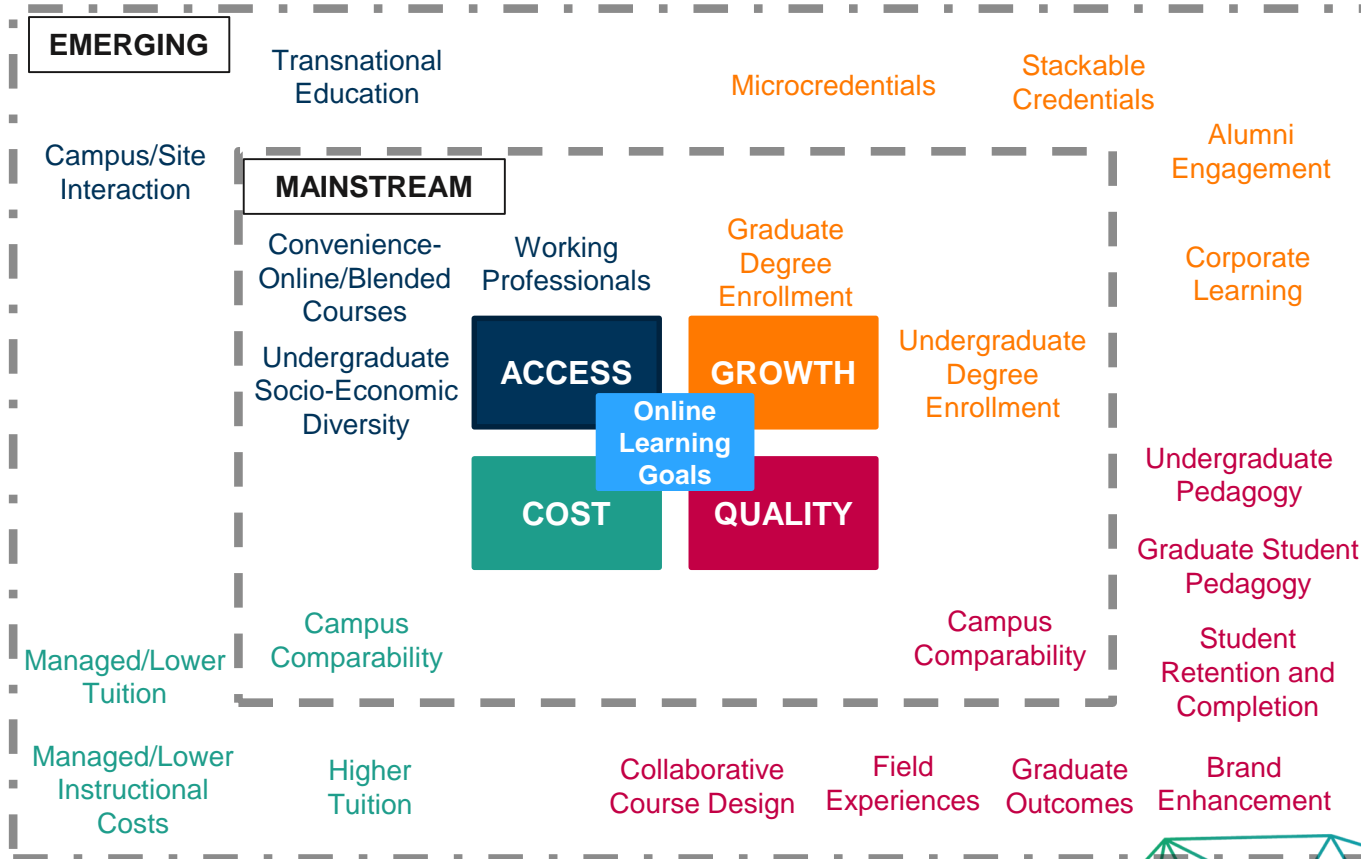 EMERGING
Transnational
Education
Microcredentials
Stackable
Credentials
Alumni
Engagement
Campus/Site
Interaction
MAINSTREAM
Convenience-
Online/Blended
Courses
Working
Professionals
Graduate
Degree
Enrollment
Corporate
Learning
Undergraduate
Socio-Economic
Diversity
ACCESS
GROWTH
Undergraduate
Degree
Enrollment
Online
Learning
Goals
COST
QUALITY
Undergraduate
Pedagogy
Graduate Student
Pedagogy
Campus
Comparability
Campus
Comparability
Student
Retention and
Completion
Managed/Lower
Tuition
Managed/Lower
Instructional
Costs
Higher
Tuition
Collaborative
Course Design
Field
Experiences
Graduate
Outcomes
Brand
Enhancement